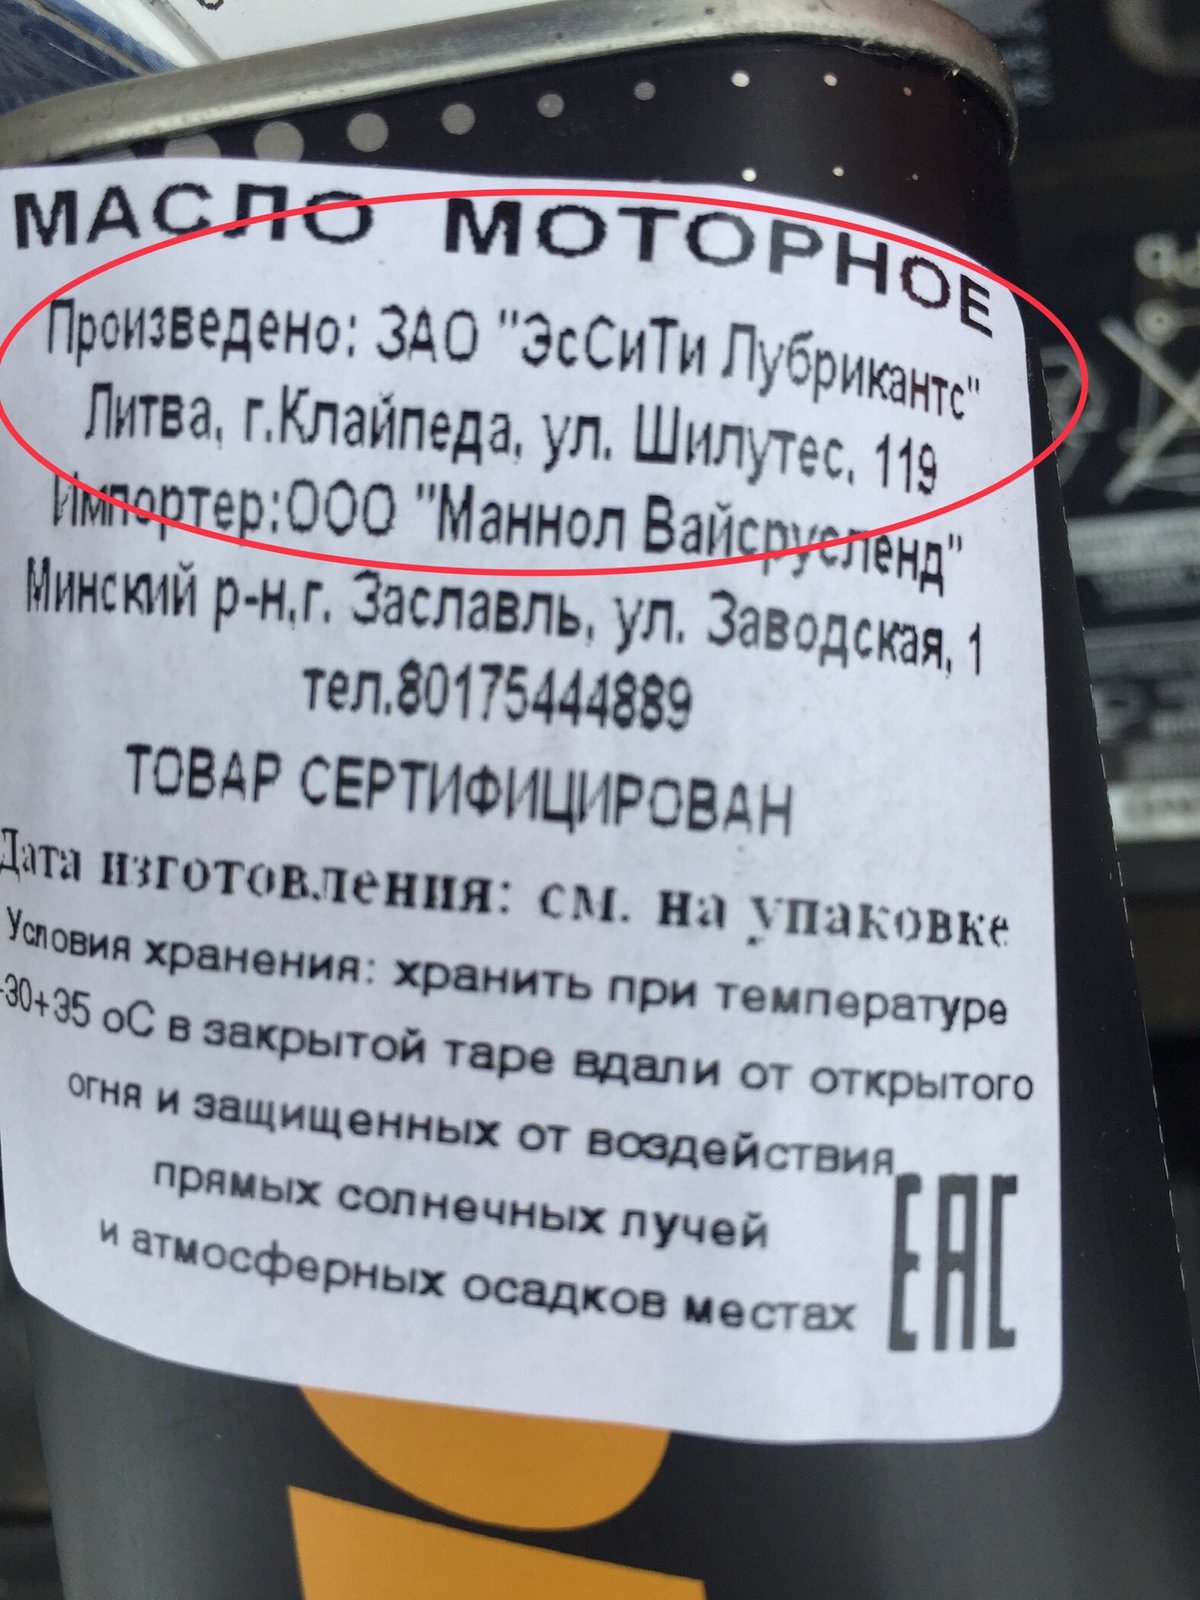 МАСЛО МОТОРНОЕ
Произведено: ЗАО "ЭсСиТи Лубрикантс"
Литва, г.Клайпеда, ул. Шилутес, 119
Импортер:ООО "Маннол Вайсрусленд"
Минский р-н,г. Заславль, ул. Заводская, 1
тел.80175444889
ТОВАР СЕРТИФИЦИРОВАН
Дата изготовления: см. на упаковке
Условия хранения: хранить при температуре
-30+35 оС в закрытой таре вдали от открытого
огня и защищенных от воздействия
прямых солнечных лучей
и атмосферных осадков местах
EAC